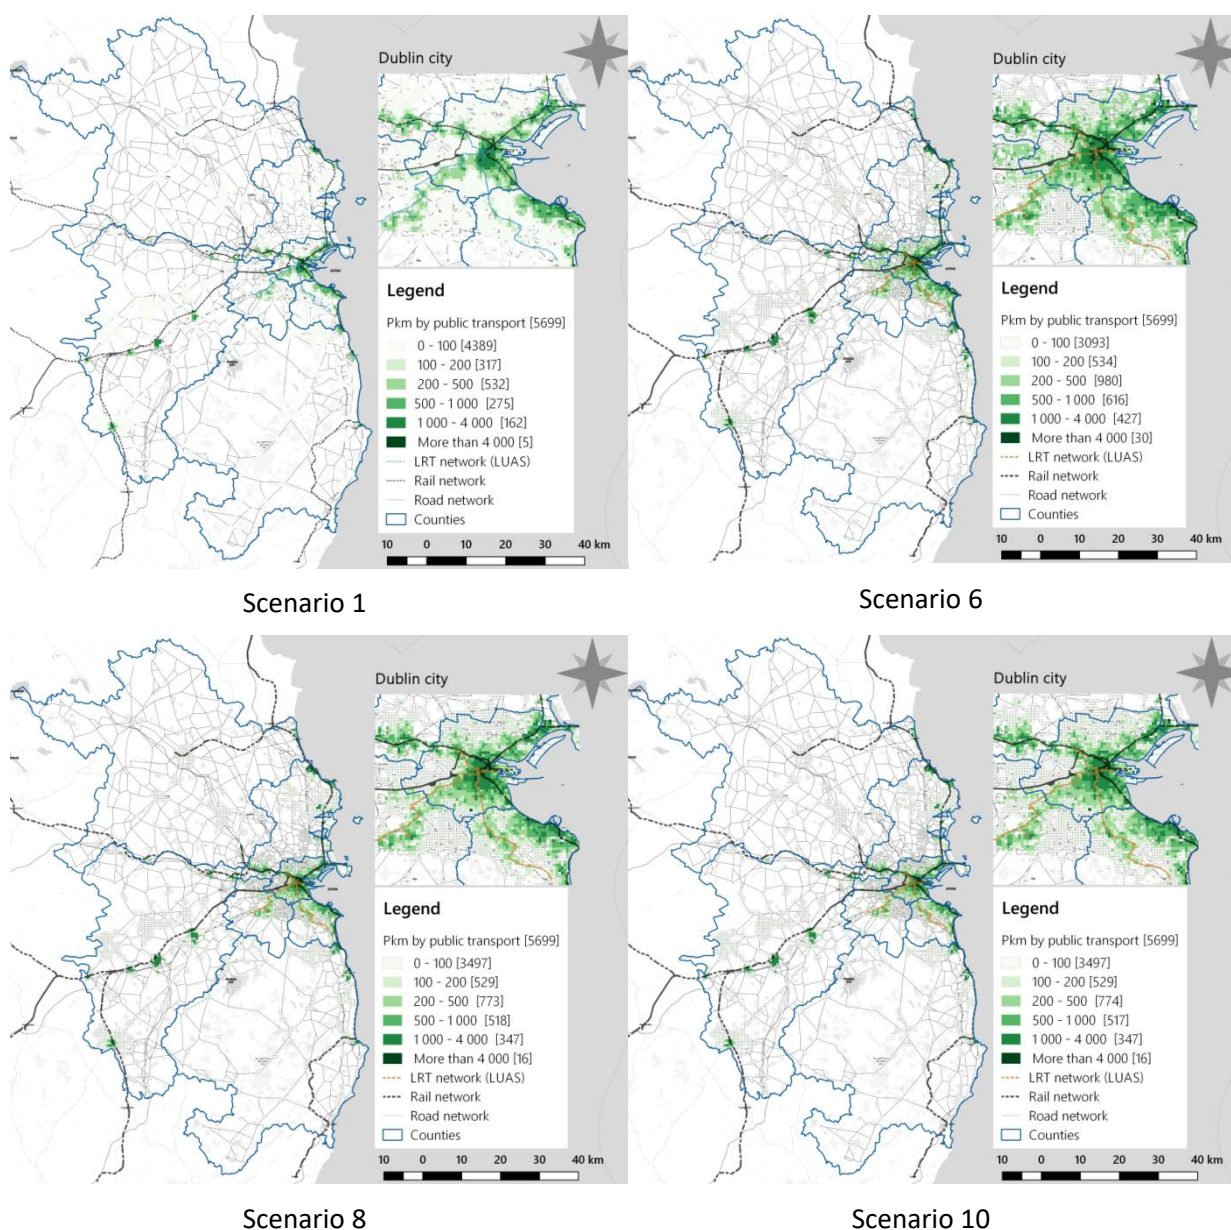 Dublin city
Legend
Pkm by public transport [5699]
0 - 100 [4389]
100 - 200 [317]
200 - 500 [532]
500 - 1 000 [275]
1 000 - 4 000 [162]
More than 4 000 [5]
LRT network (LUAS)
Rail network
Road network
Counties
10 0 10 20 30 40 km
Scenario 1
Dublin city
Legend
Pkm by public transport [5699]
0 - 100 [3093]
100 - 200 [534]
200 - 500 [980]
500 - 1 000 [616]
1 000 - 4 000 [427]
More than 4 000 [30]
LRT network (LUAS)
Rail network
Road network
Counties
10 0 10 20 30 40 km
Scenario 6
Dublin city
Legend
Pkm by public transport [5699]
0 - 100 [3497]
100 - 200 [529]
200 - 500 [773]
500 - 1 000 [518]
1 000 - 4 000 [347]
More than 4 000 [16]
LRT network (LUAS)
Rail network
Road network
Counties
10 0 10 20 30 40 km
Scenario 8
Dublin city
Legend
Pkm by public transport [5699]
0 - 100 [3497]
100 - 200 [529]
200 - 500 [774]
500 - 1 000 [517]
1 000 - 4 000 [347]
More than 4 000 [16]
LRT network (LUAS)
Rail network
Road network
Counties
10 0 10 20 30 40 km
Scenario 10